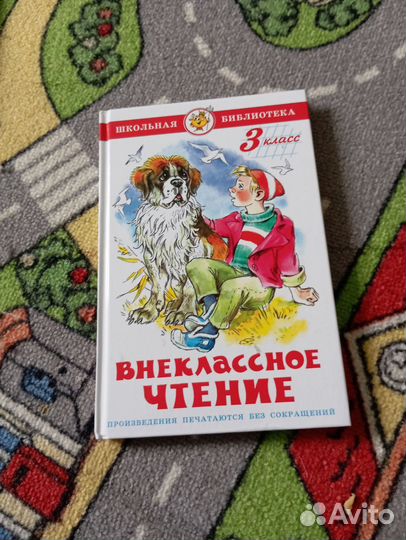 ШКОЛЬНАЯ БИБЛИОТЕКА
3 класс
ВНЕКЛАССНОЕ
ЧТЕНИЕ
ПРОИЗВЕДЕНИЯ ПЕЧАТАЮТСЯ БЕЗ СОКРАЩЕНИЙ
Avito